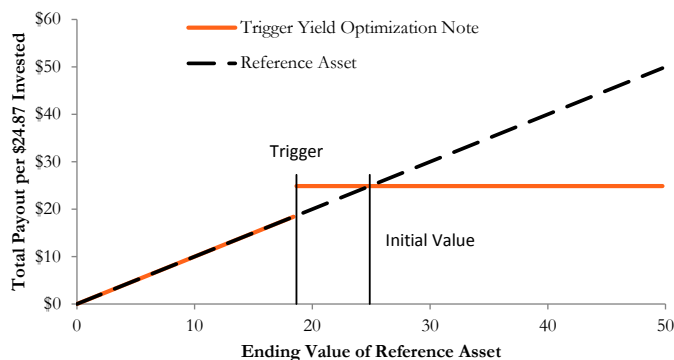 Total Payout per $24.87 Invested
$60
$50
$40
$30
$20
$10
$0
Trigger Yield Optimization Note
Reference Asset
Trigger
Initial Value
0
10
20
30
40
50
Ending Value of Reference Asset